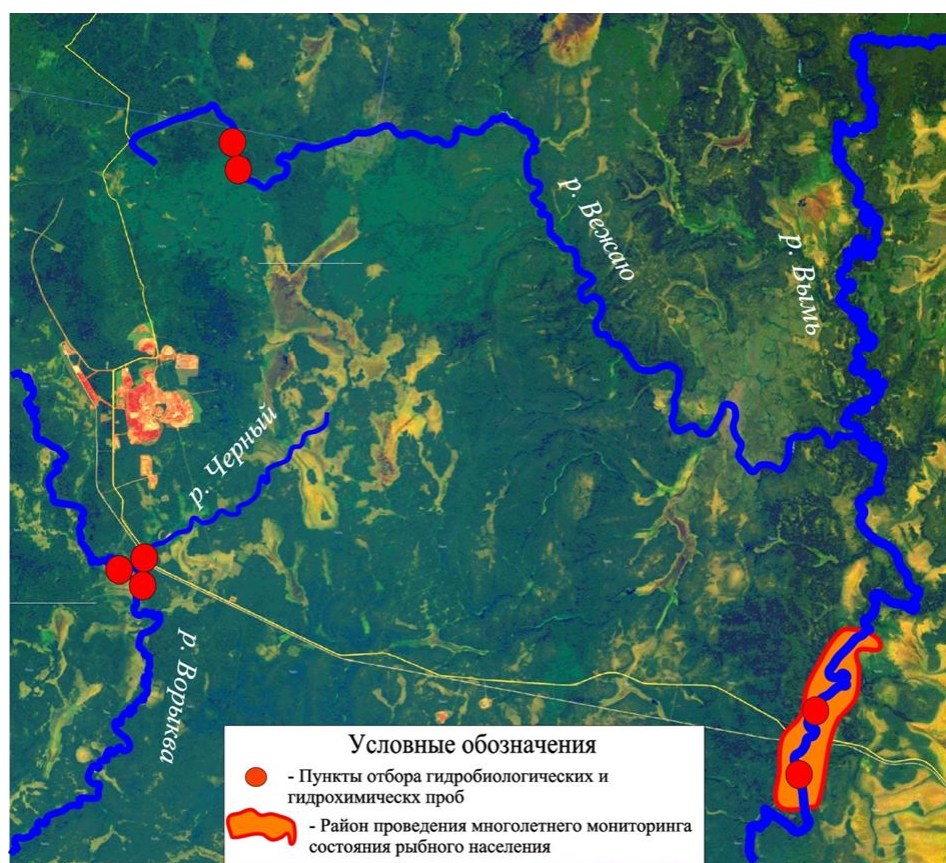 р. Вежаю
р. Вымь
р. Черный
р. Ворыква
Условные обозначения
- Пункты отбора гидробиологических и
гидрохимическх проб
- Район проведения многолетнего мониторинга
состояния рыбного населения